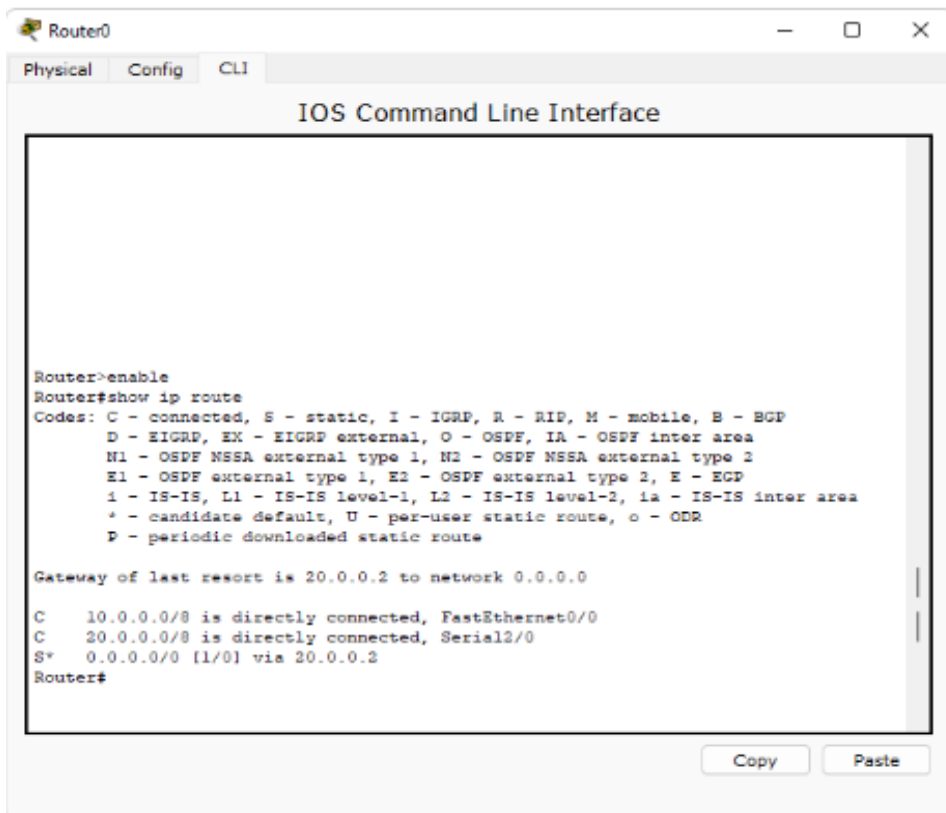 Router0
Physical Config CLI
IOS Command Line Interface
Router>enable
Router#show ip route
Codes: C - connected, S - static, I - IGRP, R - RIP, M - mobile, B - BGP
D - EIGRP, EX - EIGRP external, O - OSPF, IA - OSPF inter area
N1 - OSPF NSSA external type 1, N2 - OSPF NSSA external type 2
E1 - OSPF external type 1, E2 - OSPF external type 2, E - EGP
i - IS-IS, L1 - IS-IS level-1, L2 - IS-IS level-2, ia - IS-IS inter area
* - candidate default, U - per-user static route, o - ODR
P - periodic downloaded static route
Gateway of last resort is 20.0.0.2 to network 0.0.0.0
C 10.0.0.0/8 is directly connected, FastEthernet0/0
C 20.0.0.0/8 is directly connected, Serial2/0
S* 0.0.0.0/0 [1/0] via 20.0.0.2
Router#
Copy Paste